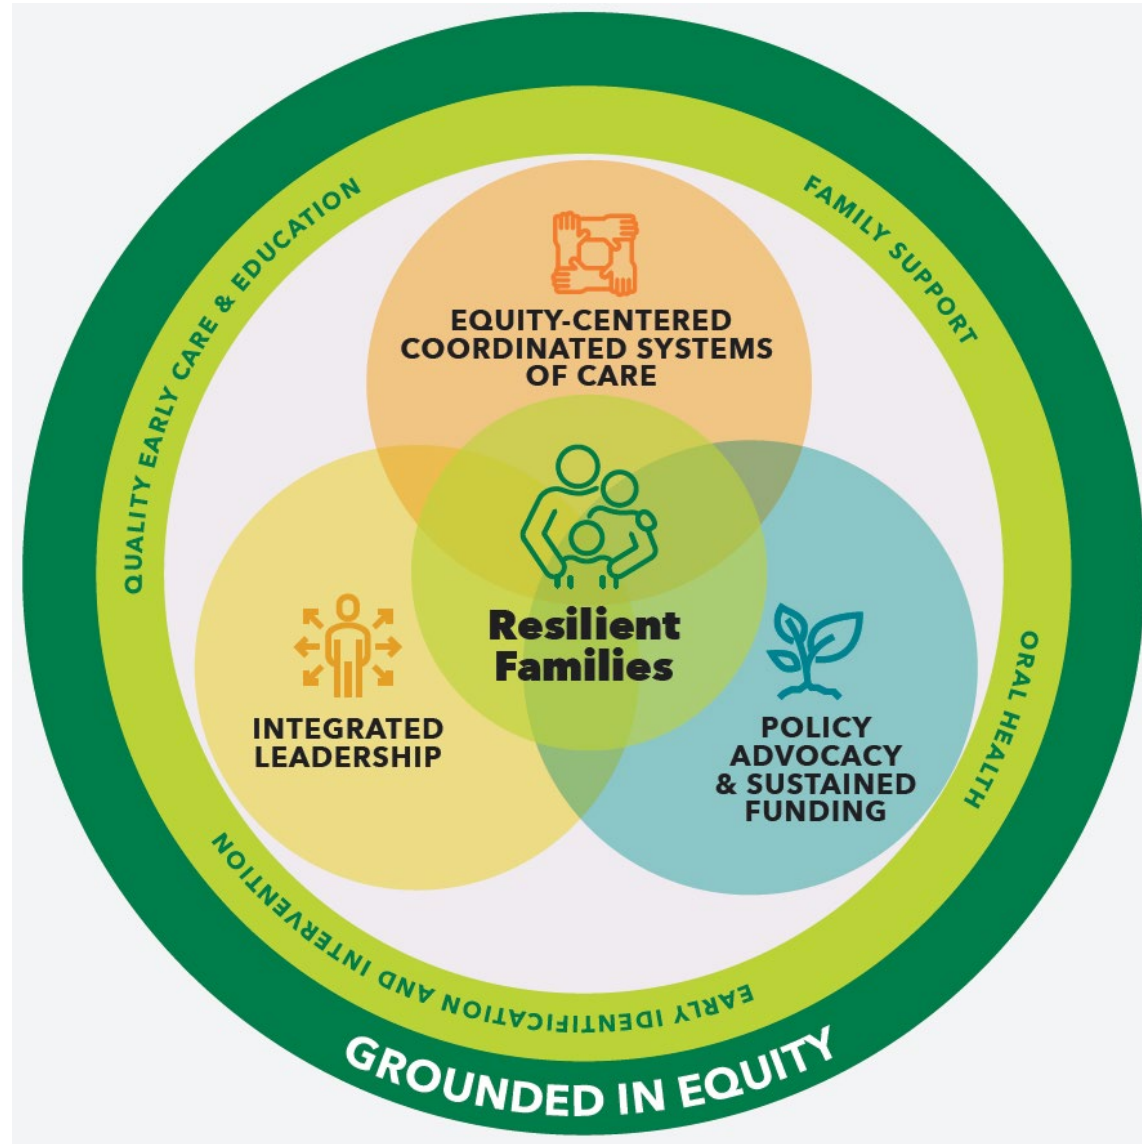 QUALITY EARLY CARE & EDUCATION
FAMILY SUPPORT
EQUITY-CENTERED
COORDINATED SYSTEMS
OF CARE
Resilient
Families
INTEGRATED
LEADERSHIP
POLICY
ADVOCACY
& SUSTAINED
FUNDING
ORAL HEALTH
EARLY IDENTIFICATION AND INTERVENTION
GROUNDED IN EQUITY